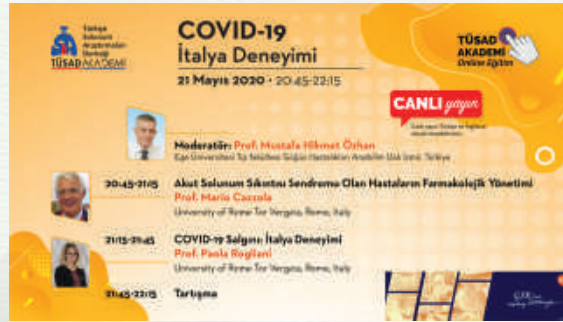 Türkiye
Solunum
Araştırmaları
Derneği
TÜSAD AKADEMİ
COVID-19
İtalya Deneyimi
21 Mayıs 2020 • 20:45-22:15
TÜSAD
AKADEMİ
Online Eğitim
CANLI yayın
Moderatör: Prof. Mustafa Hikmet Özhan
Ege Üniversitesi Tıp Fakültesi Göğüs Hastalıkları Anabilim Dalı İzmir, Türkiye
20:45-21:15 Akut Solunum Sıkıntısı Sendromu Olan Hastaların Farmakolojik Yönetimi
Prof. Mario Cazzola
University of Rome Tor Vergata, Rome, Italy
21:15-21:45 COVID-19 Salgını: İtalya Deneyimi
Prof. Paola Rogliani
University of Rome Tor Vergata, Rome, Italy
21:45-22:15 Tartışma